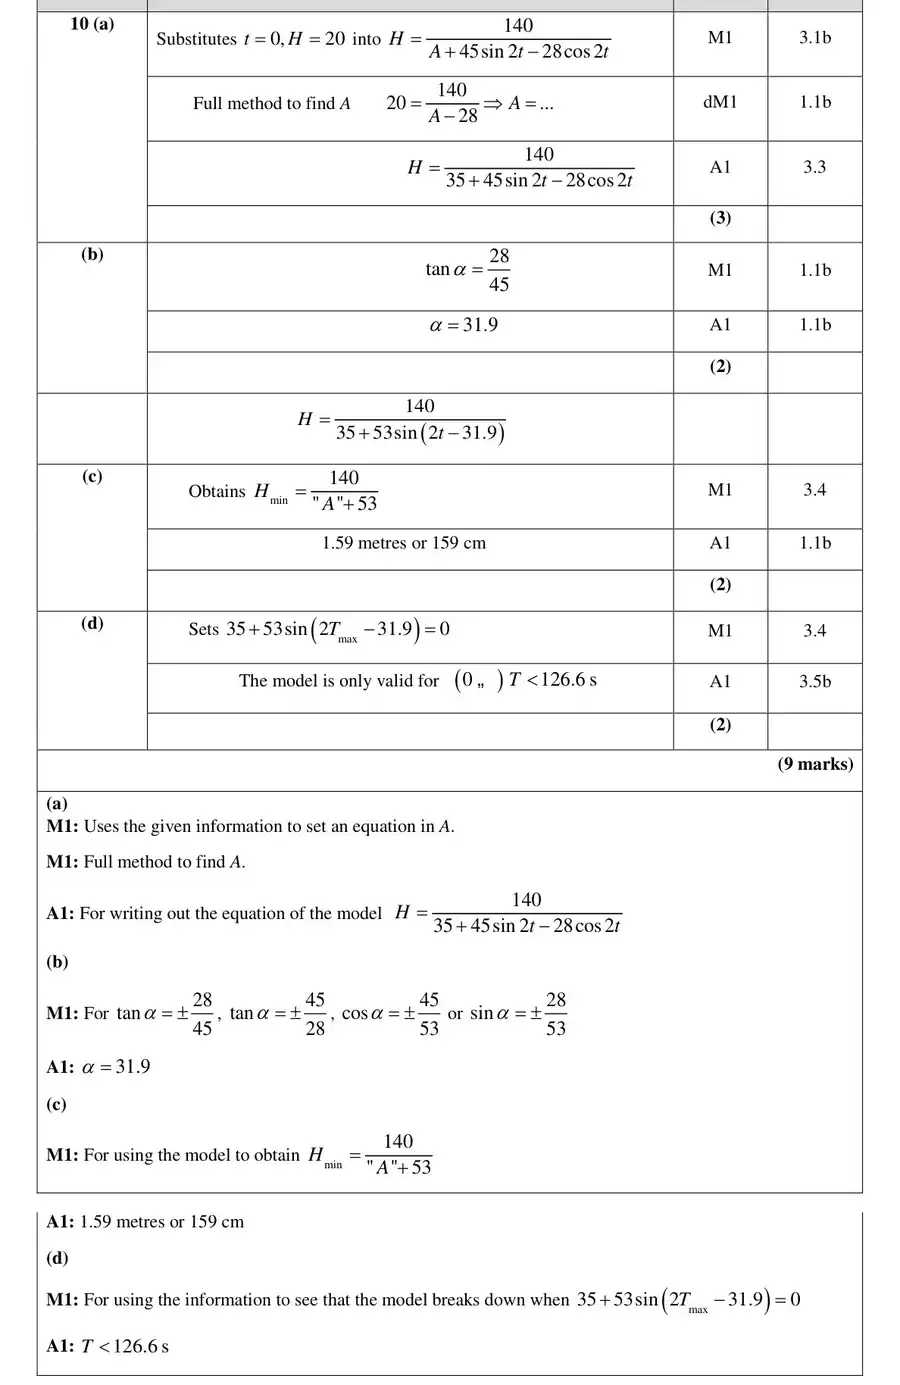 10 (a) Substitutes t = 0, H = 20 into H = 140 / (A + 45 sin 2t − 28 cos 2t) M1 3.1b
Full method to find A 20 = 140 / (A − 28) ⇒ A = ... dM1 1.1b
H = 140 / (35 + 45 sin 2t − 28 cos 2t) A1 3.3
(3)
(b) tan α = 28/45 M1 1.1b
α = 31.9 A1 1.1b
(2)
H = 140 / (35 + 53 sin (2t − 31.9))
(c) Obtains H min = 140 / ("A" + 53) M1 3.4
1.59 metres or 159 cm A1 1.1b
(2)
(d) Sets 35 + 53 sin (2T max − 31.9) = 0 M1 3.4
The model is only valid for (0 „ ) T < 126.6 s A1 3.5b
(2)
(9 marks)
(a)
M1: Uses the given information to set an equation in A.
M1: Full method to find A.
A1: For writing out the equation of the model H = 140 / (35 + 45 sin 2t − 28 cos 2t)
(b)
M1: For tan α = ± 28/45 , tan α = ± 45/28 , cos α = ± 45/53 or sin α = ± 28/53
A1: α = 31.9
(c)
M1: For using the model to obtain H min = 140 / ("A" + 53)
A1: 1.59 metres or 159 cm
(d)
M1: For using the information to see that the model breaks down when 35 + 53 sin (2T max − 31.9) = 0
A1: T < 126.6 s